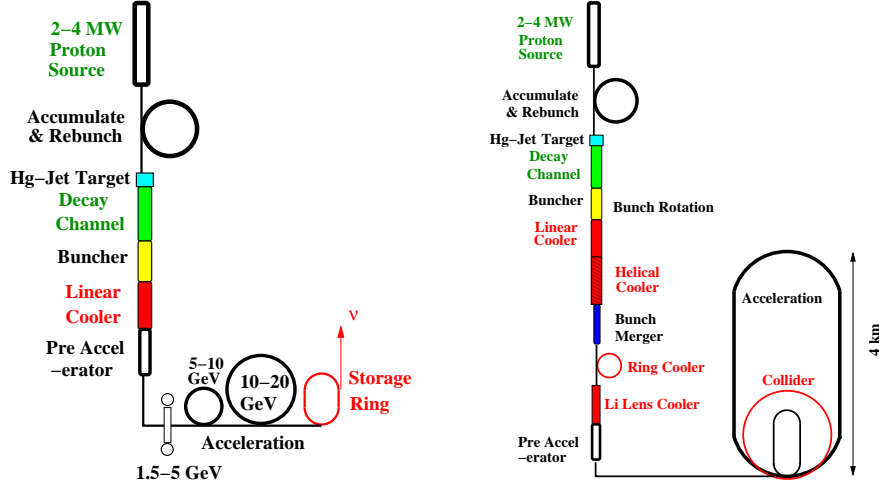 2−4 MW
Proton
Source
Accumulate
& Rebunch
Hg−Jet Target
Decay
Channel
Buncher
Linear
Cooler
Pre Accel
−erator
1.5−5 GeV
5−10
GeV
10−20
GeV
Acceleration
ν
Storage
Ring
2−4 MW
Proton
Source
Accumulate
& Rebunch
Hg−Jet Target
Decay
Channel
Buncher
Bunch Rotation
Linear
Cooler
Helical
Cooler
Bunch
Merger
Ring Cooler
Li Lens Cooler
Pre Accel
−erator
Acceleration
Collider
4 km